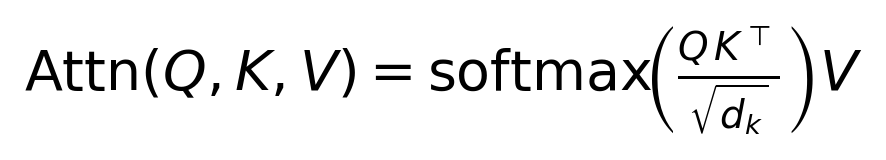 Attn(Q, K, V) = softmax(QK^⊤ / √d_k)V